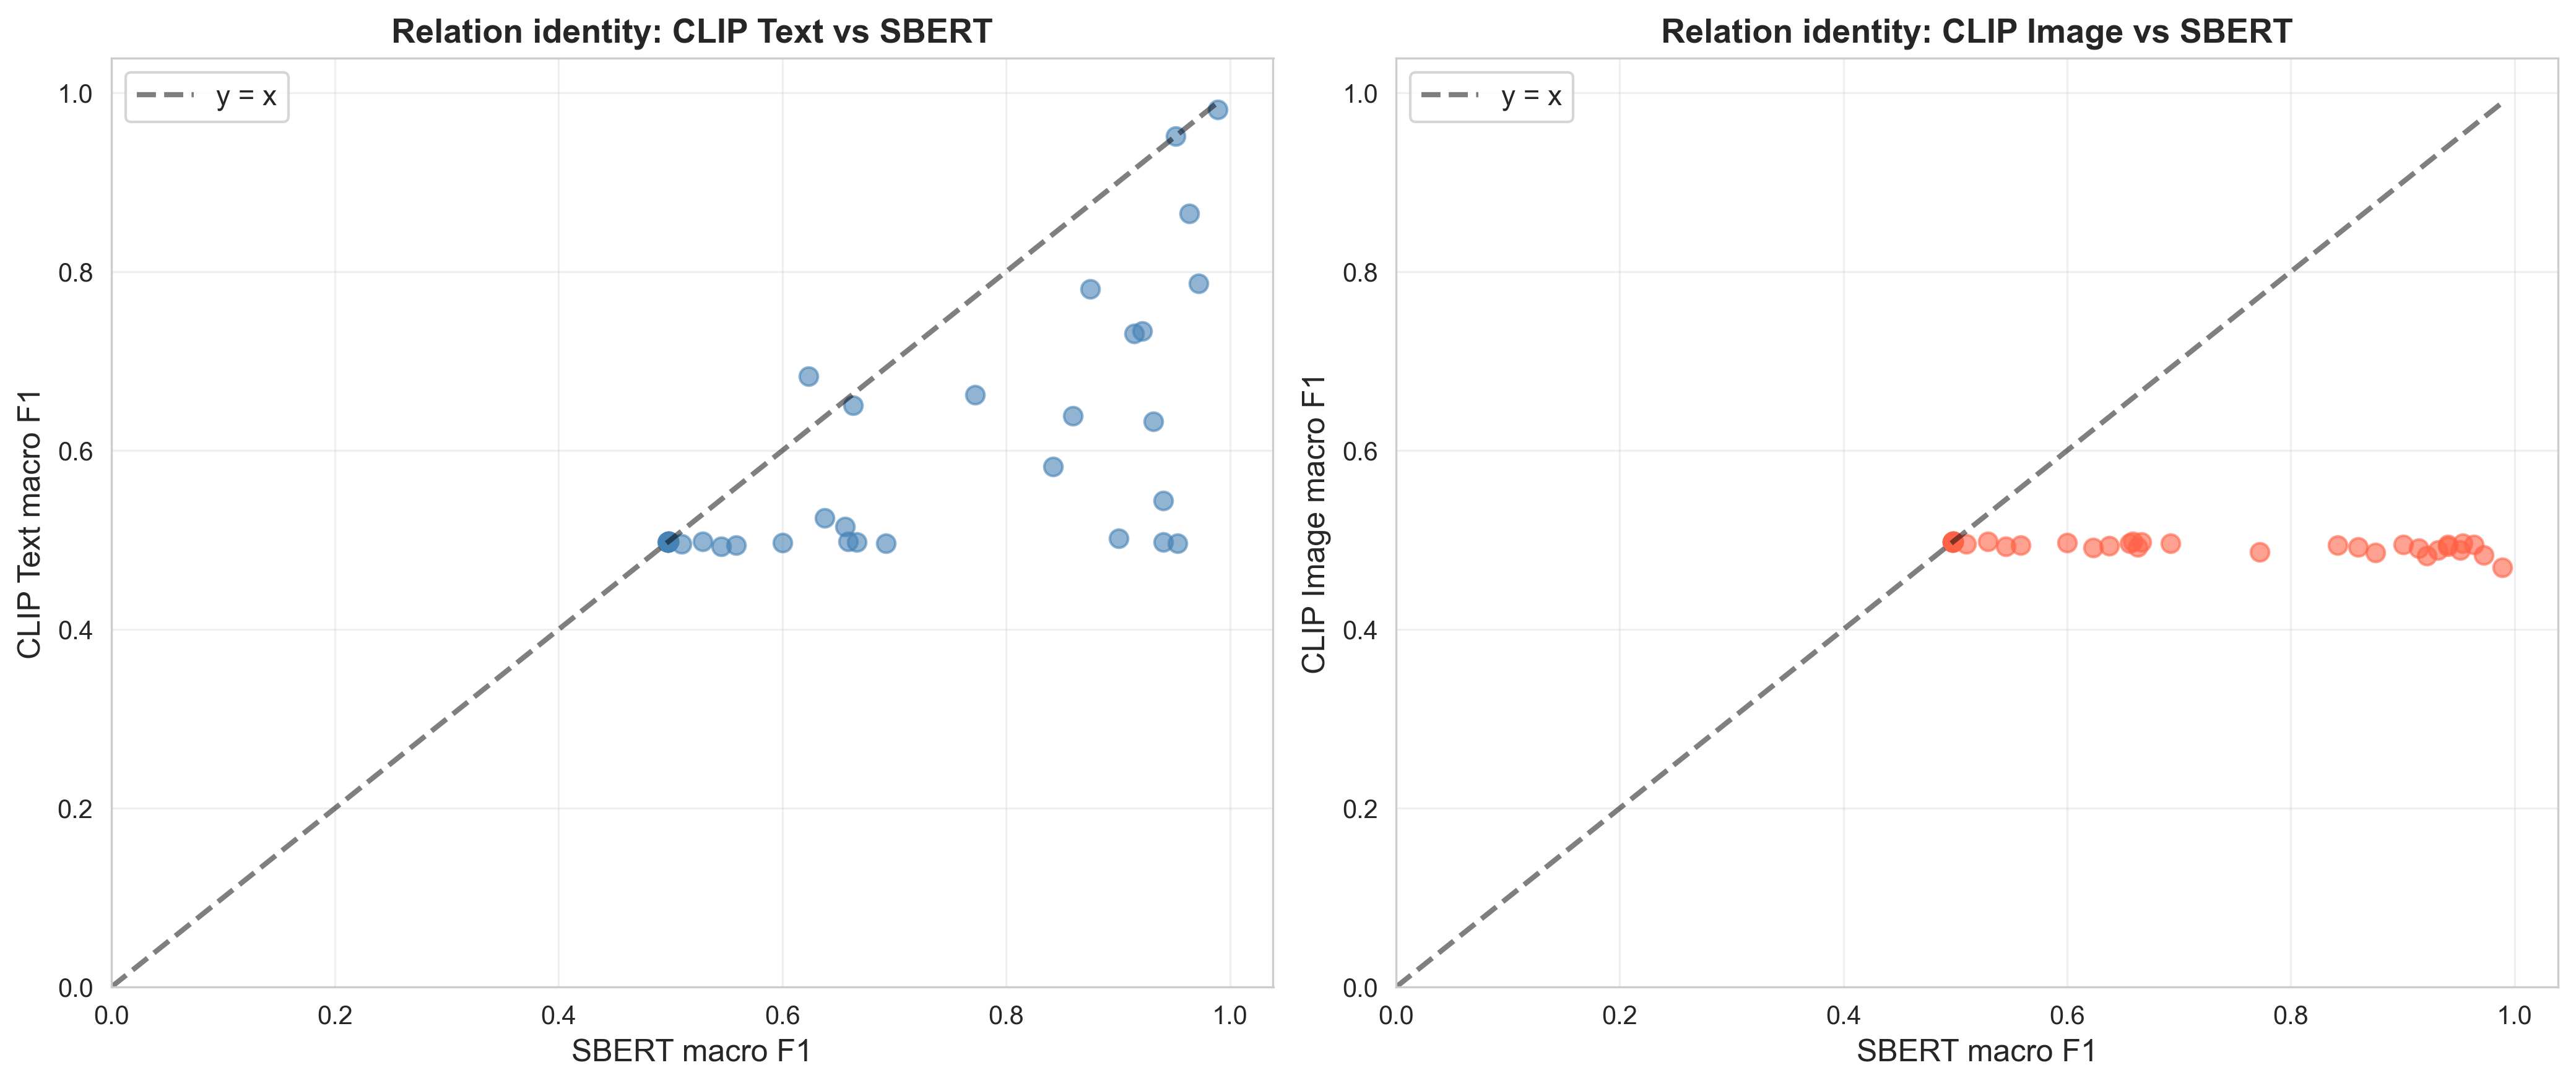 Relation identity: CLIP Text vs SBERT
y = x
1.0
0.8
0.6
0.4
0.2
0.0
CLIP Text macro F1
0.0 0.2 0.4 0.6 0.8 1.0
SBERT macro F1
Relation identity: CLIP Image vs SBERT
y = x
1.0
0.8
0.6
0.4
0.2
0.0
CLIP Image macro F1
0.0 0.2 0.4 0.6 0.8 1.0
SBERT macro F1